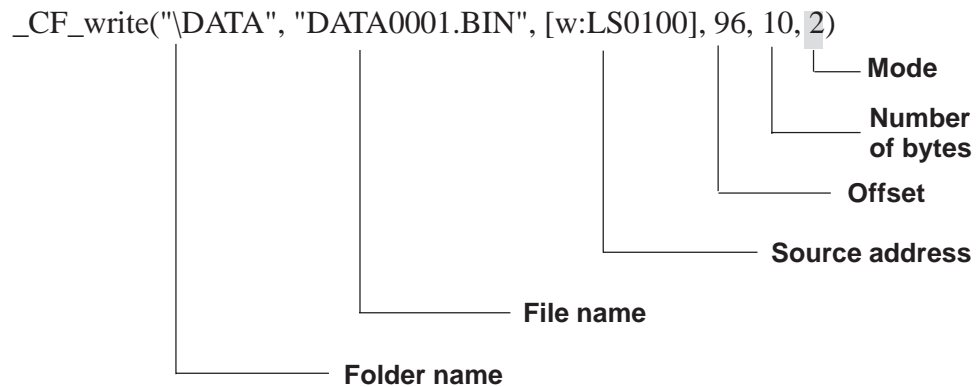 _CF_write("\DATA", "DATA0001.BIN", [w:LS0100], 96, 10, 2)
Mode
Number
of bytes
Offset
Source address
File name
Folder name